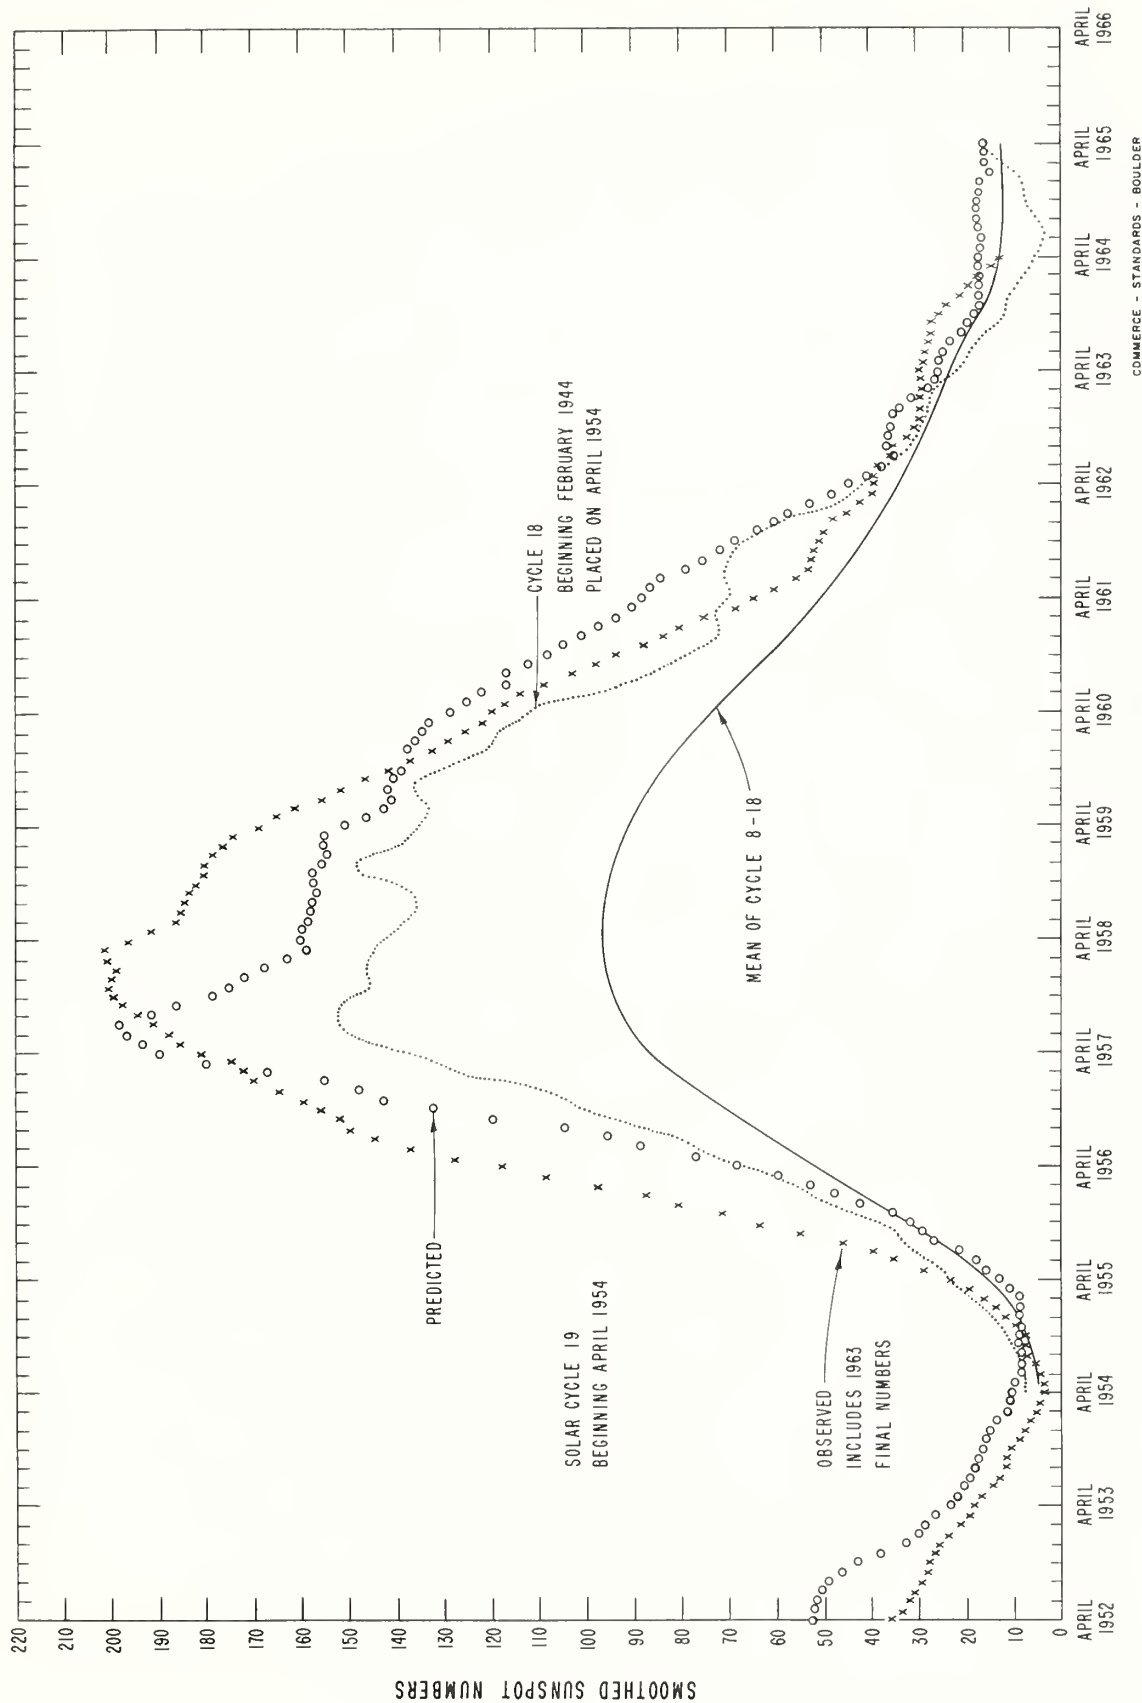 SMOOTHED SUNSPOT NUMBERS
220
210
200
190
180
170
160
150
140
130
120
110
100
90
80
70
60
50
40
30
20
10
0
PREDICTED
SOLAR CYCLE 19
BEGINNING APRIL 1954
OBSERVED
INCLUDES 1963
FINAL NUMBERS
CYCLE 18
BEGINNING FEBRUARY 1944
PLACED ON APRIL 1954
MEAN OF CYCLE 8-18
APRIL
1952
APRIL
1953
APRIL
1954
APRIL
1955
APRIL
1956
APRIL
1957
APRIL
1958
APRIL
1959
APRIL
1960
APRIL
1961
APRIL
1962
APRIL
1963
APRIL
1964
APRIL
1965
APRIL
1966
COMMERCE - STANDARDS - BOULDER